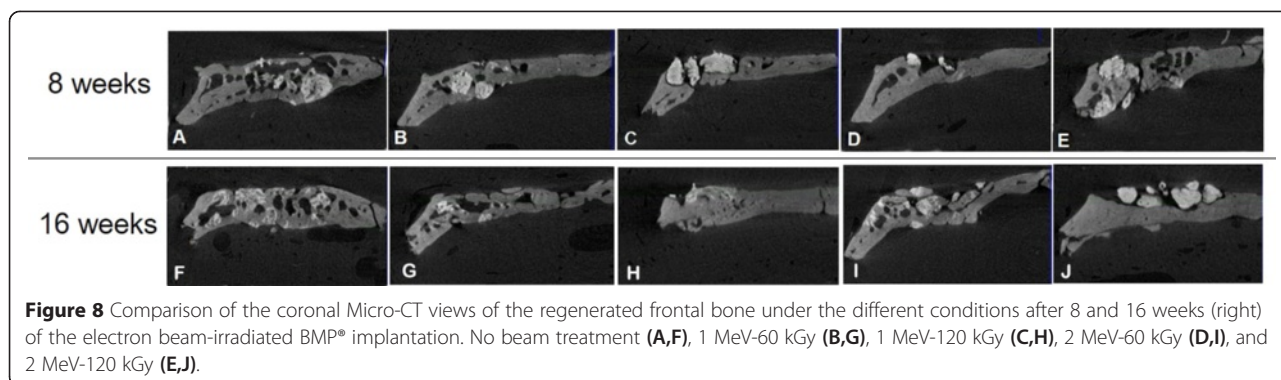 8 weeks
A B C D E
16 weeks
F G H I J
Figure 8 Comparison of the coronal Micro-CT views of the regenerated frontal bone under the different conditions after 8 and 16 weeks (right)
of the electron beam-irradiated BMP® implantation. No beam treatment (A,F), 1 MeV-60 kGy (B,G), 1 MeV-120 kGy (C,H), 2 MeV-60 kGy (D,I), and
2 MeV-120 kGy (E,J).